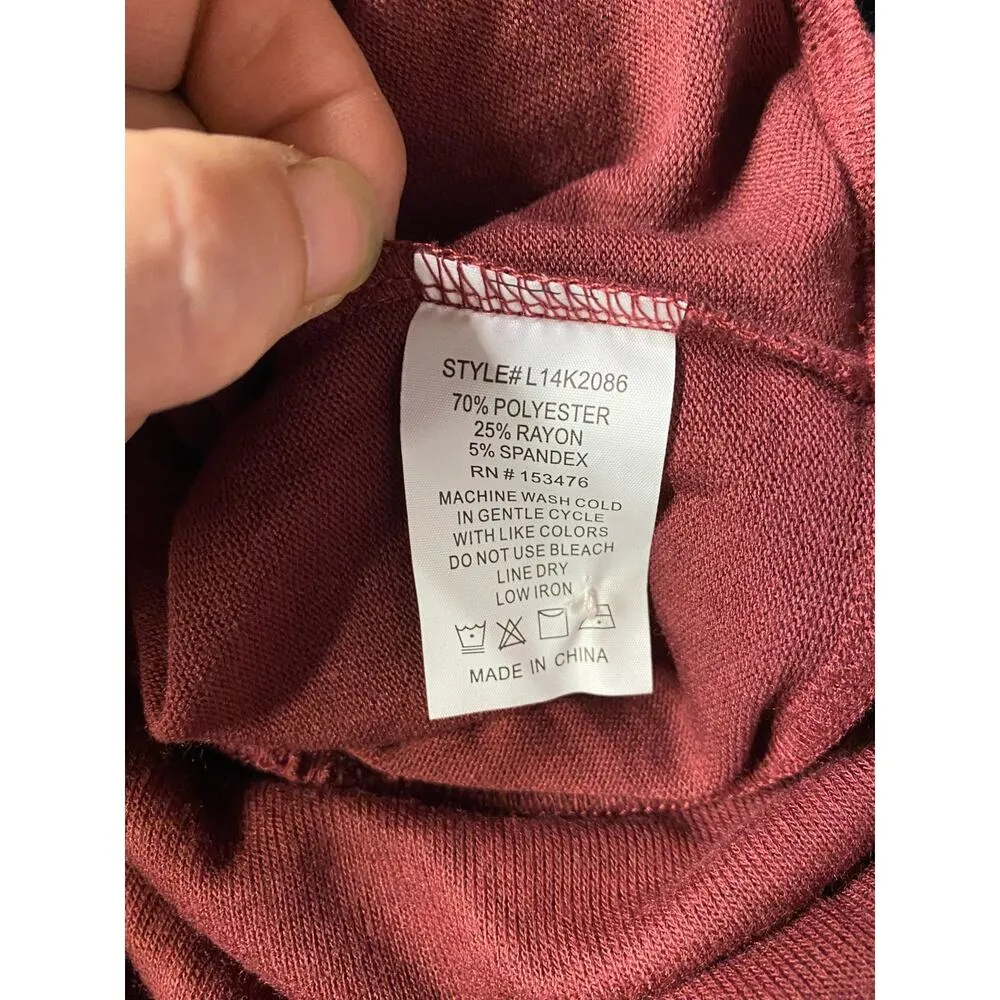 STYLE# L14K2086
70% POLYESTER
25% RAYON
5% SPANDEX
RN # 153476
MACHINE WASH COLD
IN GENTLE CYCLE
WITH LIKE COLORS
DO NOT USE BLEACH
LINE DRY
LOW IRON
MADE IN CHINA